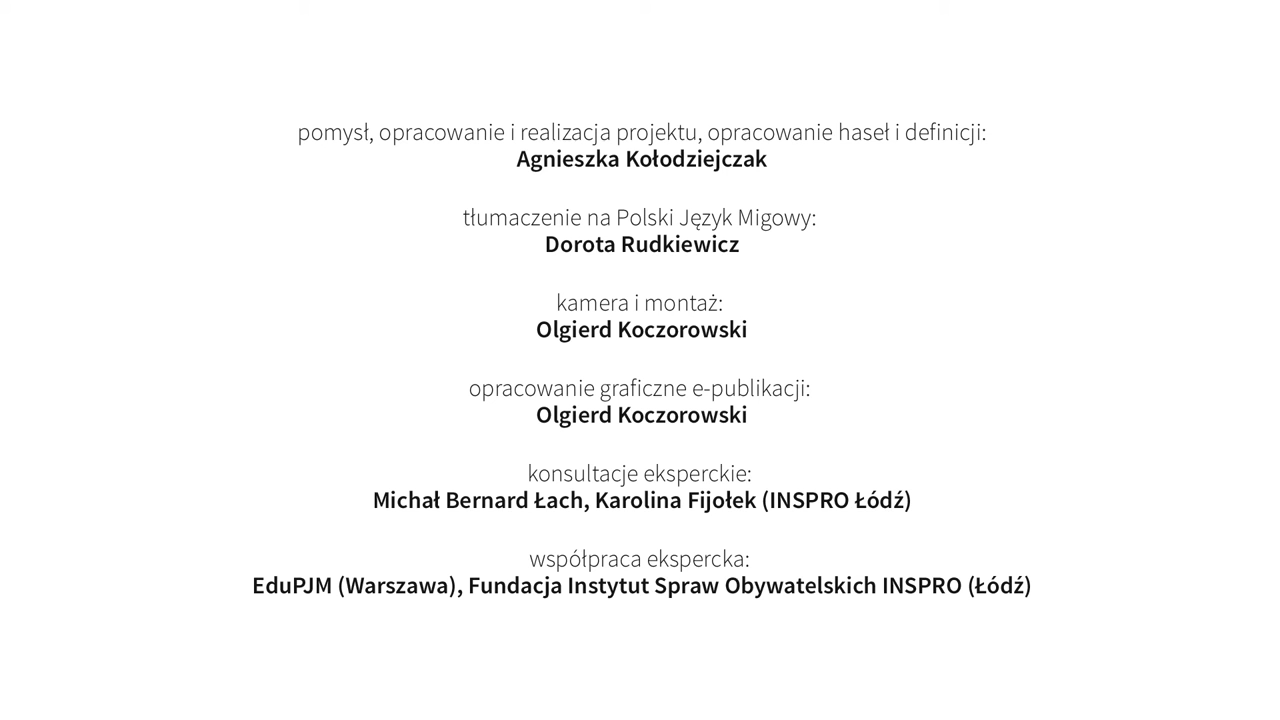 pomysł, opracowanie i realizacja projektu, opracowanie haseł i definicji:
Agnieszka Kołodziejczak
tłumaczenie na Polski Język Migowy:
Dorota Rudkiewicz
kamera i montaż:
Olgierd Koczorowski
opracowanie graficzne e-publikacji:
Olgierd Koczorowski
konsultacje eksperckie:
Michał Bernard Łach, Karolina Fijołek (INSPRO Łódź)
współpraca ekspercka:
EduPJM (Warszawa), Fundacja Instytut Spraw Obywatelskich INSPRO (Łódź)